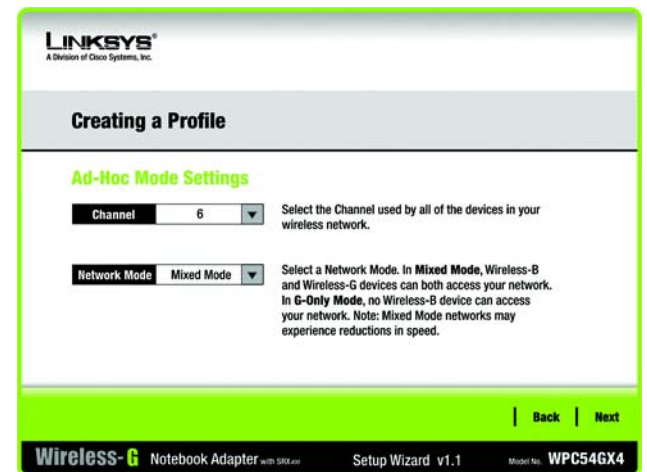 LINKSYS®
A Division of Cisco Systems, Inc.
Creating a Profile
Ad-Hoc Mode Settings
Channel 6
Select the Channel used by all of the devices in your
wireless network.
Network Mode Mixed Mode
Select a Network Mode. In Mixed Mode, Wireless-B
and Wireless-G devices can both access your network.
In G-Only Mode, no Wireless-B device can access
your network. Note: Mixed Mode networks may
experience reductions in speed.
Back Next
Wireless-G Notebook Adapter with SRX400 Setup Wizard v1.1 Model No. WPC54GX4